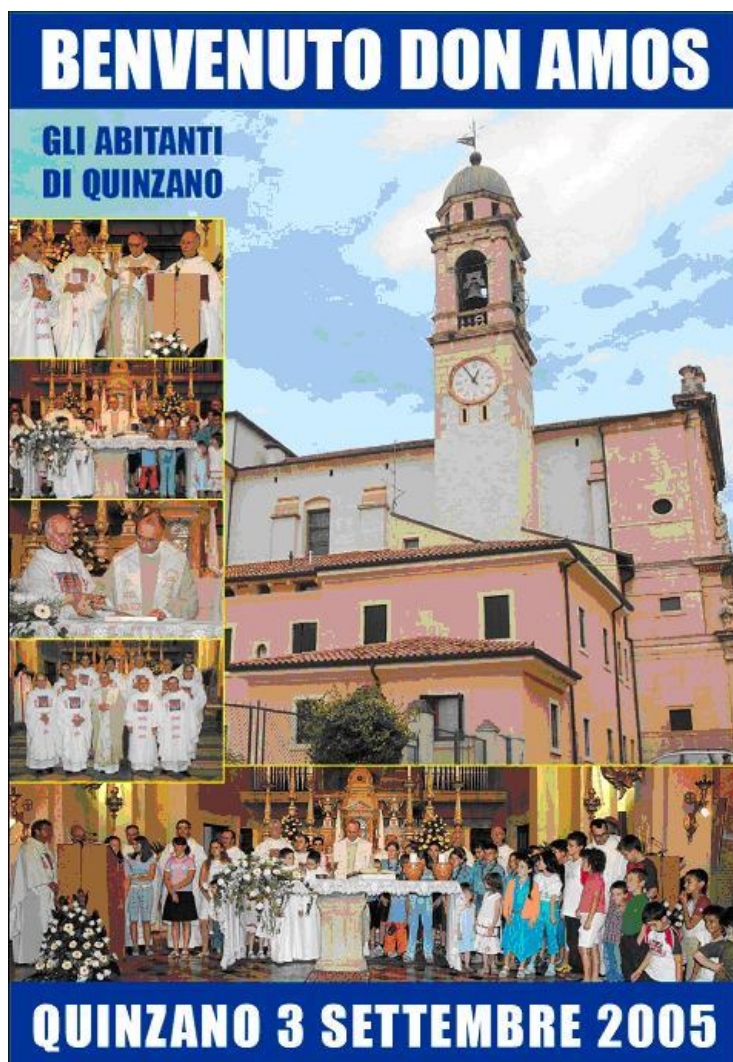 BENVENUTO DON AMOS
GLI ABITANTI
DI QUINZANO
QUINZANO 3 SETTEMBRE 2005